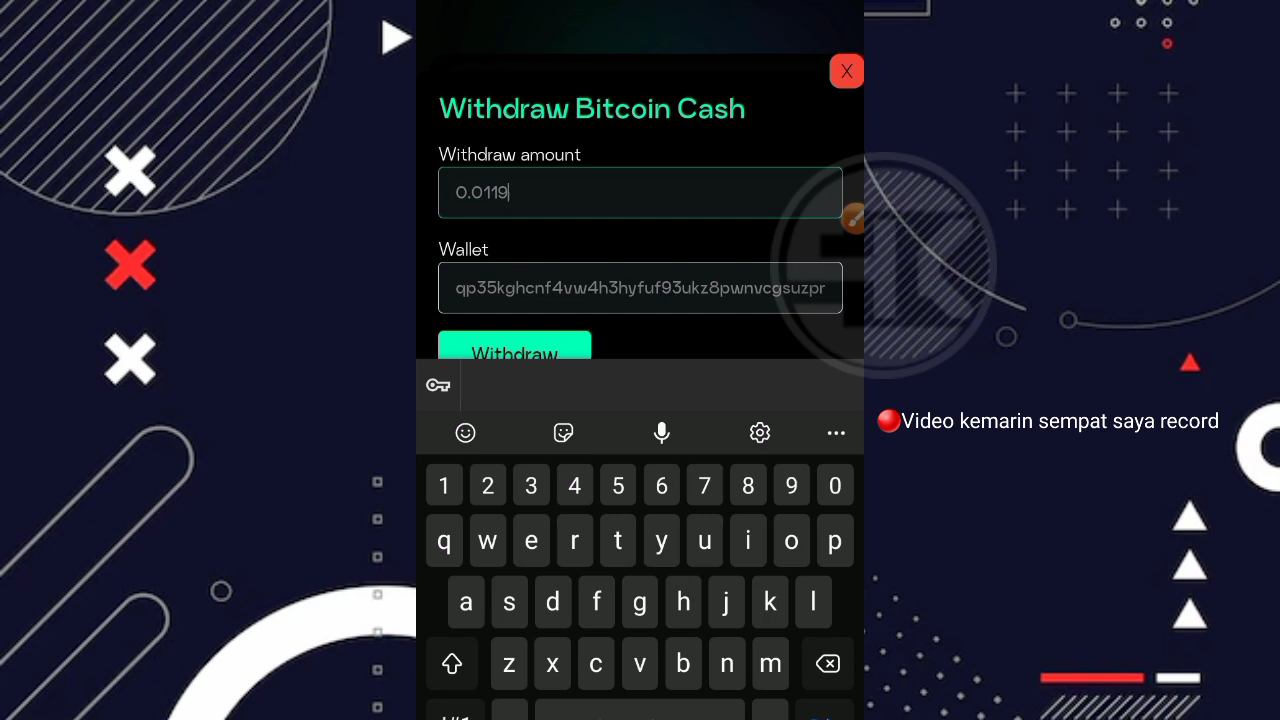 X
Withdraw Bitcoin Cash
Withdraw amount
0.0119
Wallet
qp35kghcnf4vw4h3hyfuf93ukz8pwnvcgsuzpr
Withdraw
Video kemarin sempat saya record
1 2 3 4 5 6 7 8 9 0
q w e r t y u i o p
a s d f g h j k l
z x c v b n m